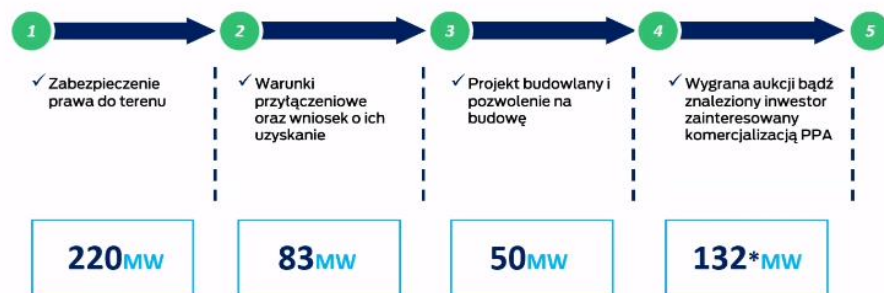 1 2 3 4 5
✓ Zabezpieczenie
prawa do terenu
✓ Warunki
przyłączeniowe
oraz wniosek o ich
uzyskanie
✓ Projekt budowlany i
pozwolenie na
budowę
✓ Wygrana aukcji bądź
znaleziony inwestor
zainteresowany
komercjalizacją PPA
220MW
83MW
50MW
132*MW